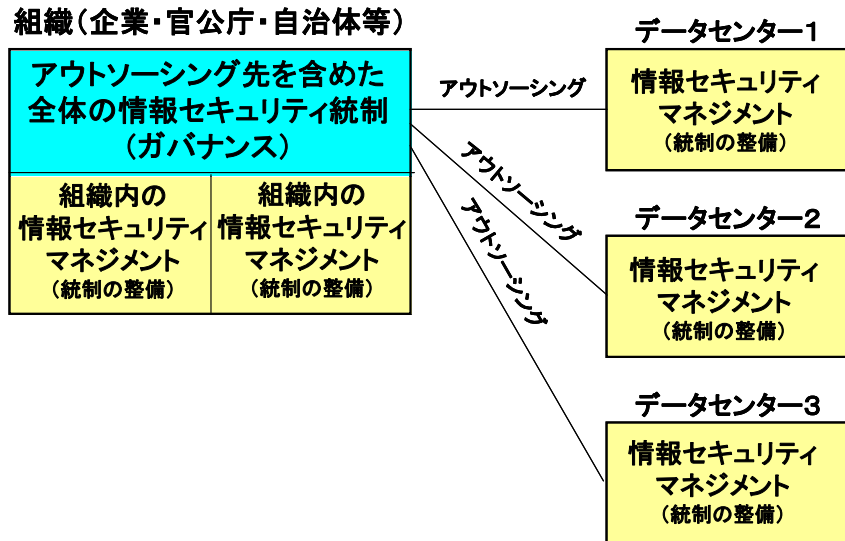 組織(企業・官公庁・自治体等)
アウトソーシング先を含めた
全体の情報セキュリティ統制
(ガバナンス)
組織内の
情報セキュリティ
マネジメント
(統制の整備)
組織内の
情報セキュリティ
マネジメント
(統制の整備)
アウトソーシング
アウトソーシング
アウトソーシング
データセンター1
情報セキュリティ
マネジメント
(統制の整備)
データセンター2
情報セキュリティ
マネジメント
(統制の整備)
データセンター3
情報セキュリティ
マネジメント
(統制の整備)